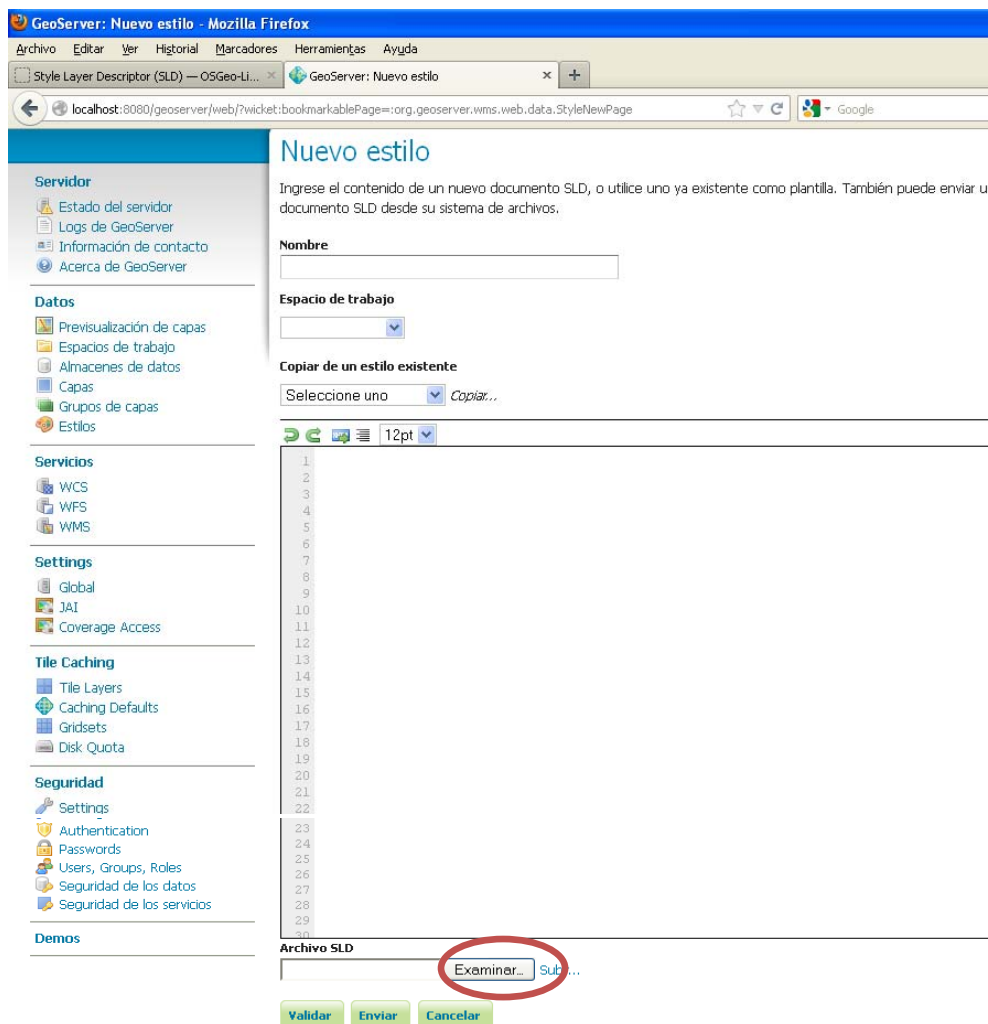 GeoServer: Nuevo estilo - Mozilla Firefox
Archivo Editar Ver Historial Marcadores Herramientas Ayuda
Style Layer Descriptor (SLD) — OSGeo-Li... × GeoServer: Nuevo estilo × +
localhost:8080/geoserver/web/?wicket:bookmarkablePage=:org.geoserver.wms.web.data.StyleNewPage Google
Servidor
Estado del servidor
Logs de GeoServer
Información de contacto
Acerca de GeoServer
Datos
Previsualización de capas
Espacios de trabajo
Almacenes de datos
Capas
Grupos de capas
Estilos
Servicios
WCS
WFS
WMS
Settings
Global
JAI
Coverage Access
Tile Caching
Tile Layers
Caching Defaults
Gridsets
Disk Quota
Seguridad
Settings
Authentication
Passwords
Users, Groups, Roles
Seguridad de los datos
Seguridad de los servicios
Demos
Nuevo estilo
Ingrese el contenido de un nuevo documento SLD, o utilice uno ya existente como plantilla. También puede enviar u
documento SLD desde su sistema de archivos.
Nombre
Espacio de trabajo
Copiar de un estilo existente
Seleccione uno Copiar...
12pt
1
2
3
4
5
6
7
8
9
10
11
12
13
14
15
16
17
18
19
20
21
22
23
24
25
26
27
28
29
30
Archivo SLD
Examinar... Subir...
Validar Enviar Cancelar